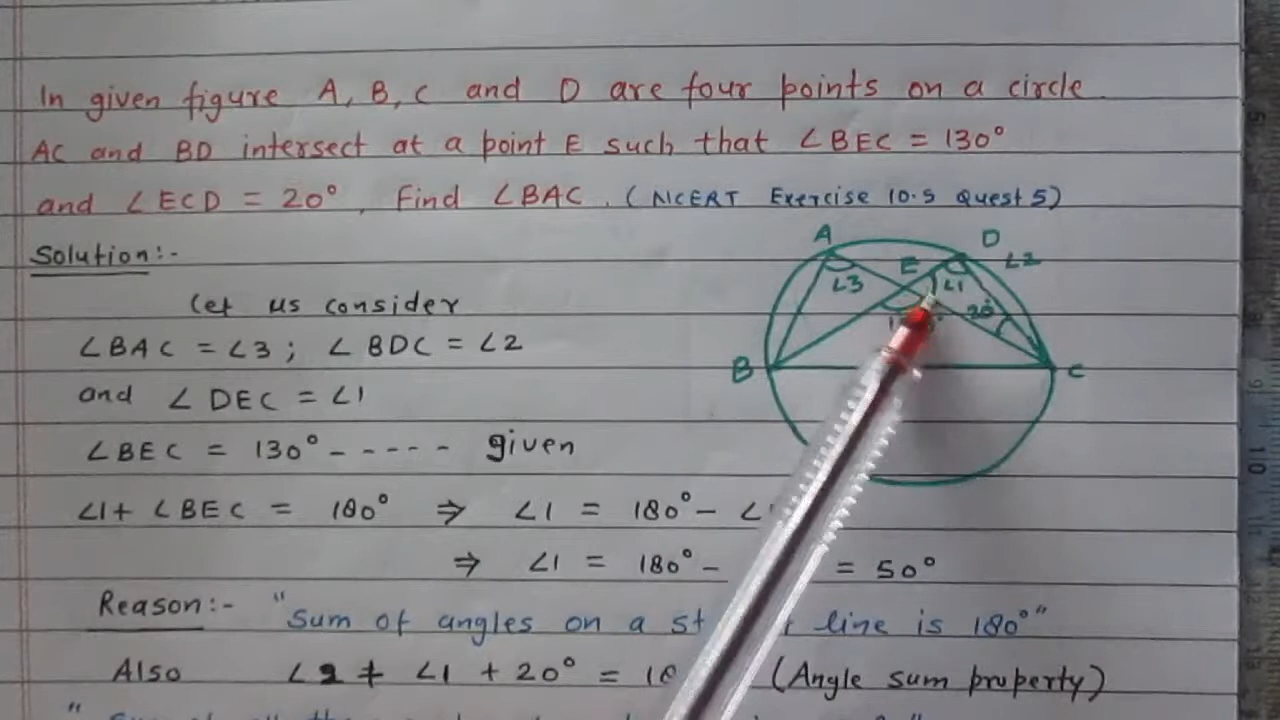 In given figure A, B, C and D are four points on a circle
AC and BD intersect at a point E such that ∠BEC = 130°
and ∠ECD = 20°. Find ∠BAC. (NCERT Exercise 10.5 Quest 5)
Solution:-
A
D
E
∠2
∠3
∠1
20°
B
C
Let us consider
∠BAC = ∠3 ; ∠BDC = ∠2
and ∠DEC = ∠1
∠BEC = 130° - - - - - given
∠1 + ∠BEC = 180° ⇒ ∠1 = 180° - ∠
⇒ ∠1 = 180° - = 50°
Reason:- "Sum of angles on a line is 180°"
Also ∠2 + ∠1 + 20° = (Angle sum property)